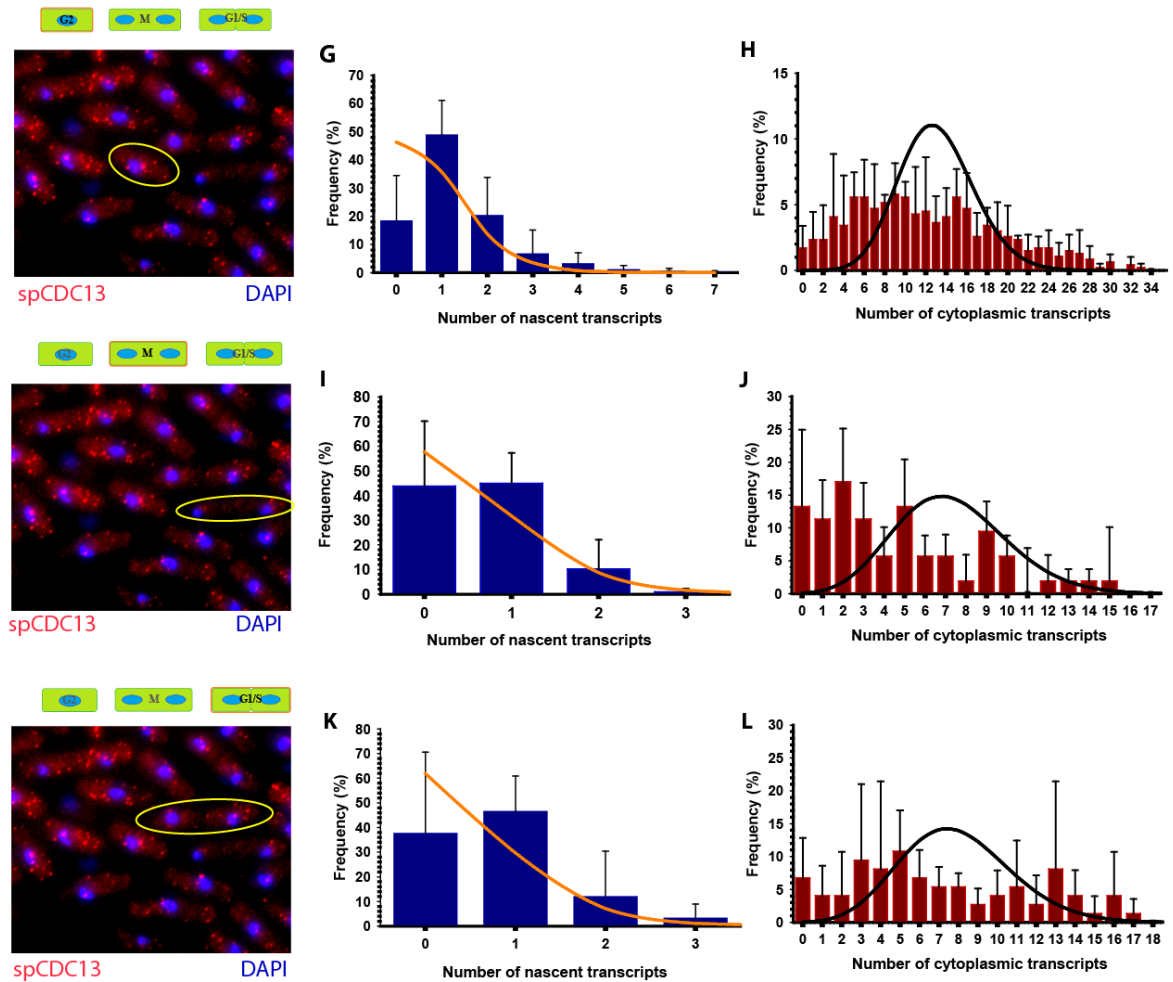 G2 M G1/S
spCDC13 DAPI
G
Frequency (%)
70
60
50
40
30
20
10
0
0 1 2 3 4 5 6 7
Number of nascent transcripts
H
Frequency (%)
15
10
5
0
0 2 4 6 8 10 12 14 16 18 20 22 24 26 28 30 32 34
Number of cytoplasmic transcripts
G2 M G1/S
spCDC13 DAPI
I
Frequency (%)
80
70
60
50
40
30
20
10
0
0 1 2 3
Number of nascent transcripts
J
Frequency (%)
30
25
20
15
10
5
0
0 1 2 3 4 5 6 7 8 9 10 11 12 13 14 15 16 17
Number of cytoplasmic transcripts
G2 M G1/S
spCDC13 DAPI
K
Frequency (%)
80
70
60
50
40
30
20
10
0
0 1 2 3
Number of nascent transcripts
L
Frequency (%)
30
25
20
15
10
5
0
0 1 2 3 4 5 6 7 8 9 10 11 12 13 14 15 16 17 18
Number of cytoplasmic transcripts